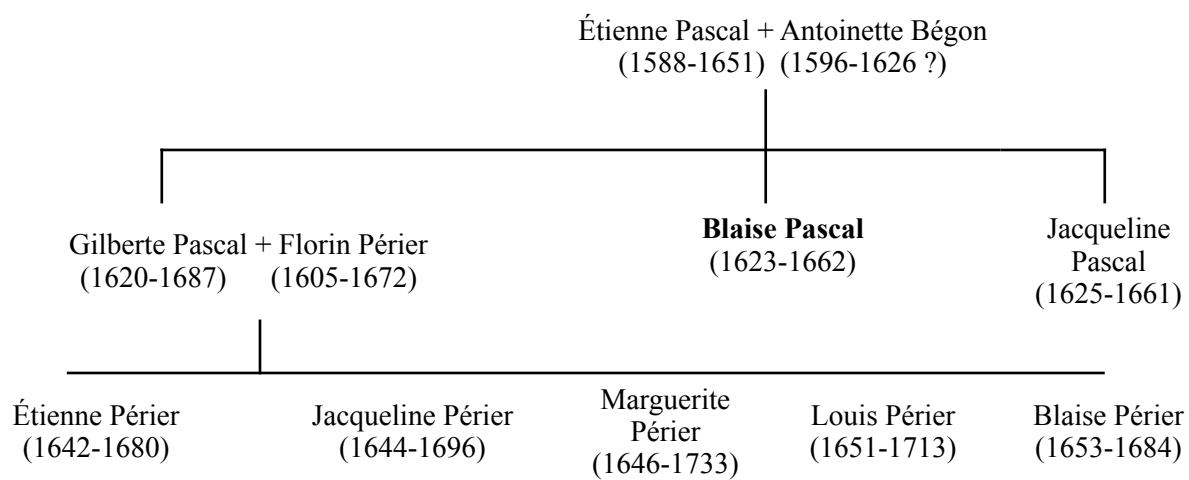 Étienne Pascal + Antoinette Bégon
(1588-1651) (1596-1626 ?)
Gilberte Pascal + Florin Périer
(1620-1687) (1605-1672)
Blaise Pascal
(1623-1662)
Jacqueline
Pascal
(1625-1661)
Étienne Périer
(1642-1680)
Jacqueline Périer
(1644-1696)
Marguerite
Périer
(1646-1733)
Louis Périer
(1651-1713)
Blaise Périer
(1653-1684)